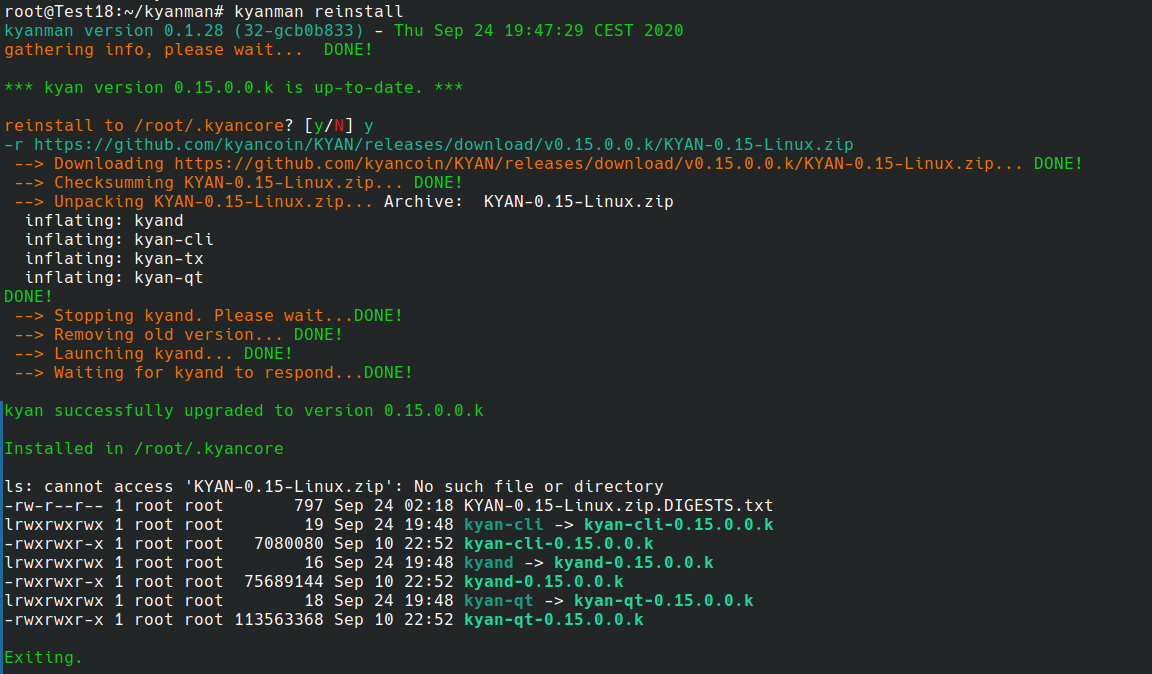 root@Test18:~/kyanman# kyanman reinstall
kyanman version 0.1.28 (32-gcb0b833) - Thu Sep 24 19:47:29 CEST 2020
gathering info, please wait...  DONE!
*** kyan version 0.15.0.0.k is up-to-date. ***
reinstall to /root/.kyancore? [y/N] y
-r https://github.com/kyancoin/KYAN/releases/download/v0.15.0.0.k/KYAN-0.15-Linux.zip
 --> Downloading https://github.com/kyancoin/KYAN/releases/download/v0.15.0.0.k/KYAN-0.15-Linux.zip... DONE!
 --> Checksumming KYAN-0.15-Linux.zip... DONE!
 --> Unpacking KYAN-0.15-Linux.zip... Archive:  KYAN-0.15-Linux.zip
  inflating: kyand
  inflating: kyan-cli
  inflating: kyan-tx
  inflating: kyan-qt
DONE!
 --> Stopping kyand. Please wait...DONE!
 --> Removing old version... DONE!
 --> Launching kyand... DONE!
 --> Waiting for kyand to respond...DONE!
kyan successfully upgraded to version 0.15.0.0.k
Installed in /root/.kyancore
ls: cannot access 'KYAN-0.15-Linux.zip': No such file or directory
-rw-r--r-- 1 root root       797 Sep 24 02:18 KYAN-0.15-Linux.zip.DIGESTS.txt
lrwxrwxrwx 1 root root        19 Sep 24 19:48 kyan-cli -> kyan-cli-0.15.0.0.k
-rwxrwxr-x 1 root root   7080080 Sep 10 22:52 kyan-cli-0.15.0.0.k
lrwxrwxrwx 1 root root        16 Sep 24 19:48 kyand -> kyand-0.15.0.0.k
-rwxrwxr-x 1 root root  75689144 Sep 10 22:52 kyand-0.15.0.0.k
lrwxrwxrwx 1 root root        18 Sep 24 19:48 kyan-qt -> kyan-qt-0.15.0.0.k
-rwxrwxr-x 1 root root 113563368 Sep 10 22:52 kyan-qt-0.15.0.0.k
Exiting.